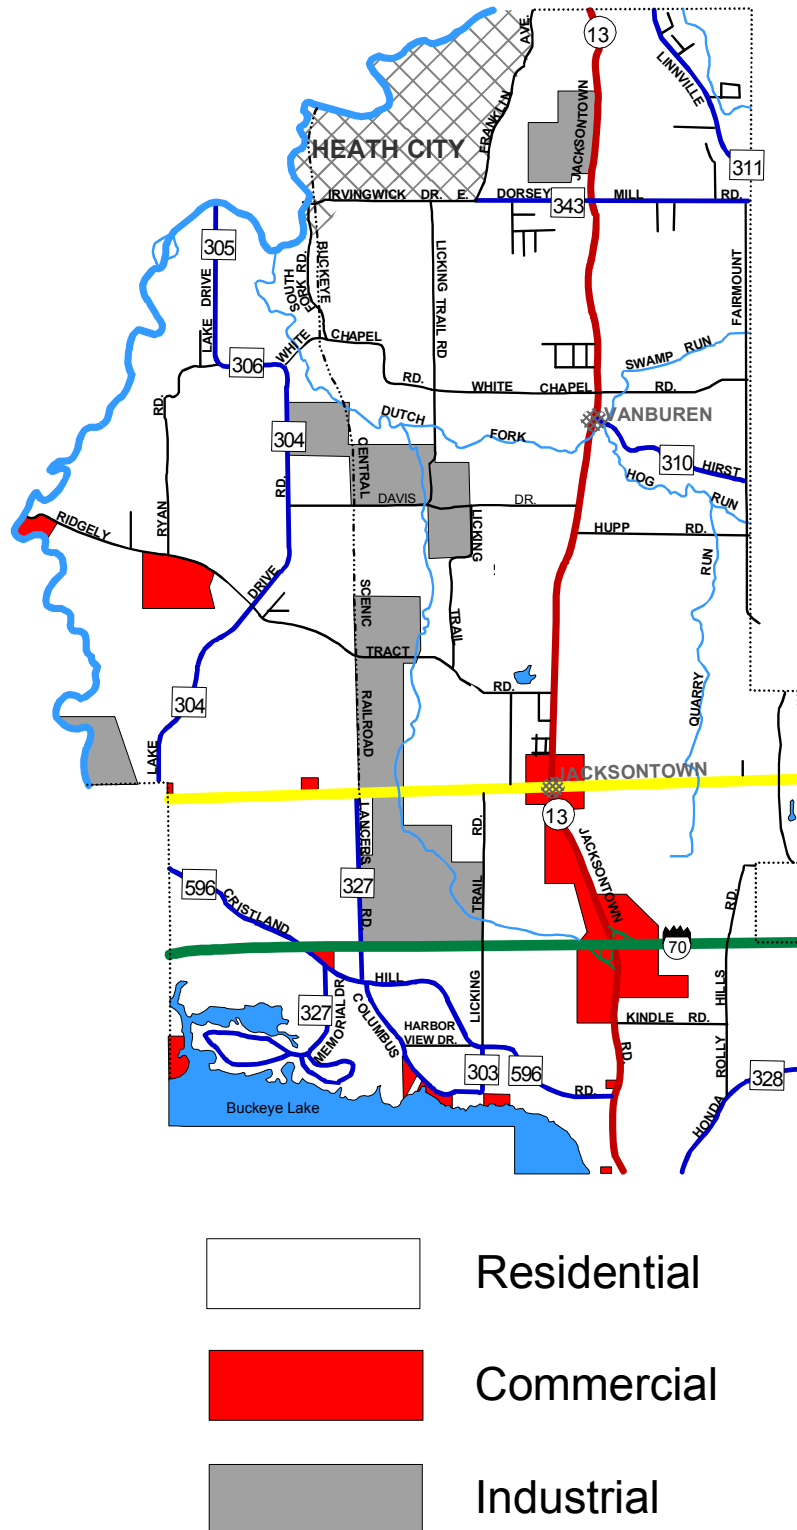 AVE.
13
LINNVILLE
FRANKLIN
JACKSONTOWN
HEATH CITY
311
IRVINGWICK DR. E.
DORSEY
343
MILL
RD.
305
LAKE DRIVE
SOUTH
FORK RD.
BUCKEYE
LICKING TRAIL RD
FAIRMOUNT
306
WHITE
CHAPEL
RD.
WHITE CHAPEL RD.
SWAMP RUN
RD.
DUTCH
FORK
VANBUREN
304
CENTRAL
310
HIRST
RD.
HOG
RUN
DAVIS
DR.
RYAN
RIDGELY
LICKING
HUPP RD.
RUN
DRIVE
SCENIC
TRAIL
TRACT
RD.
RAILROAD
QUARRY
304
LAKE
JACKSONTOWN
13
LANCERS
RD.
JACKSONTOWN
327
596
CRISTLAND
RD.
TRAIL
RD.
70
HILL
327
MEMORIAL DR.
COLUMBUS
LICKING
HARBOR
VIEW DR.
HILLS
KINDLE RD.
303
596
RD.
RD.
ROLLY
328
HONDA
Buckeye Lake
Residential
Commercial
Industrial